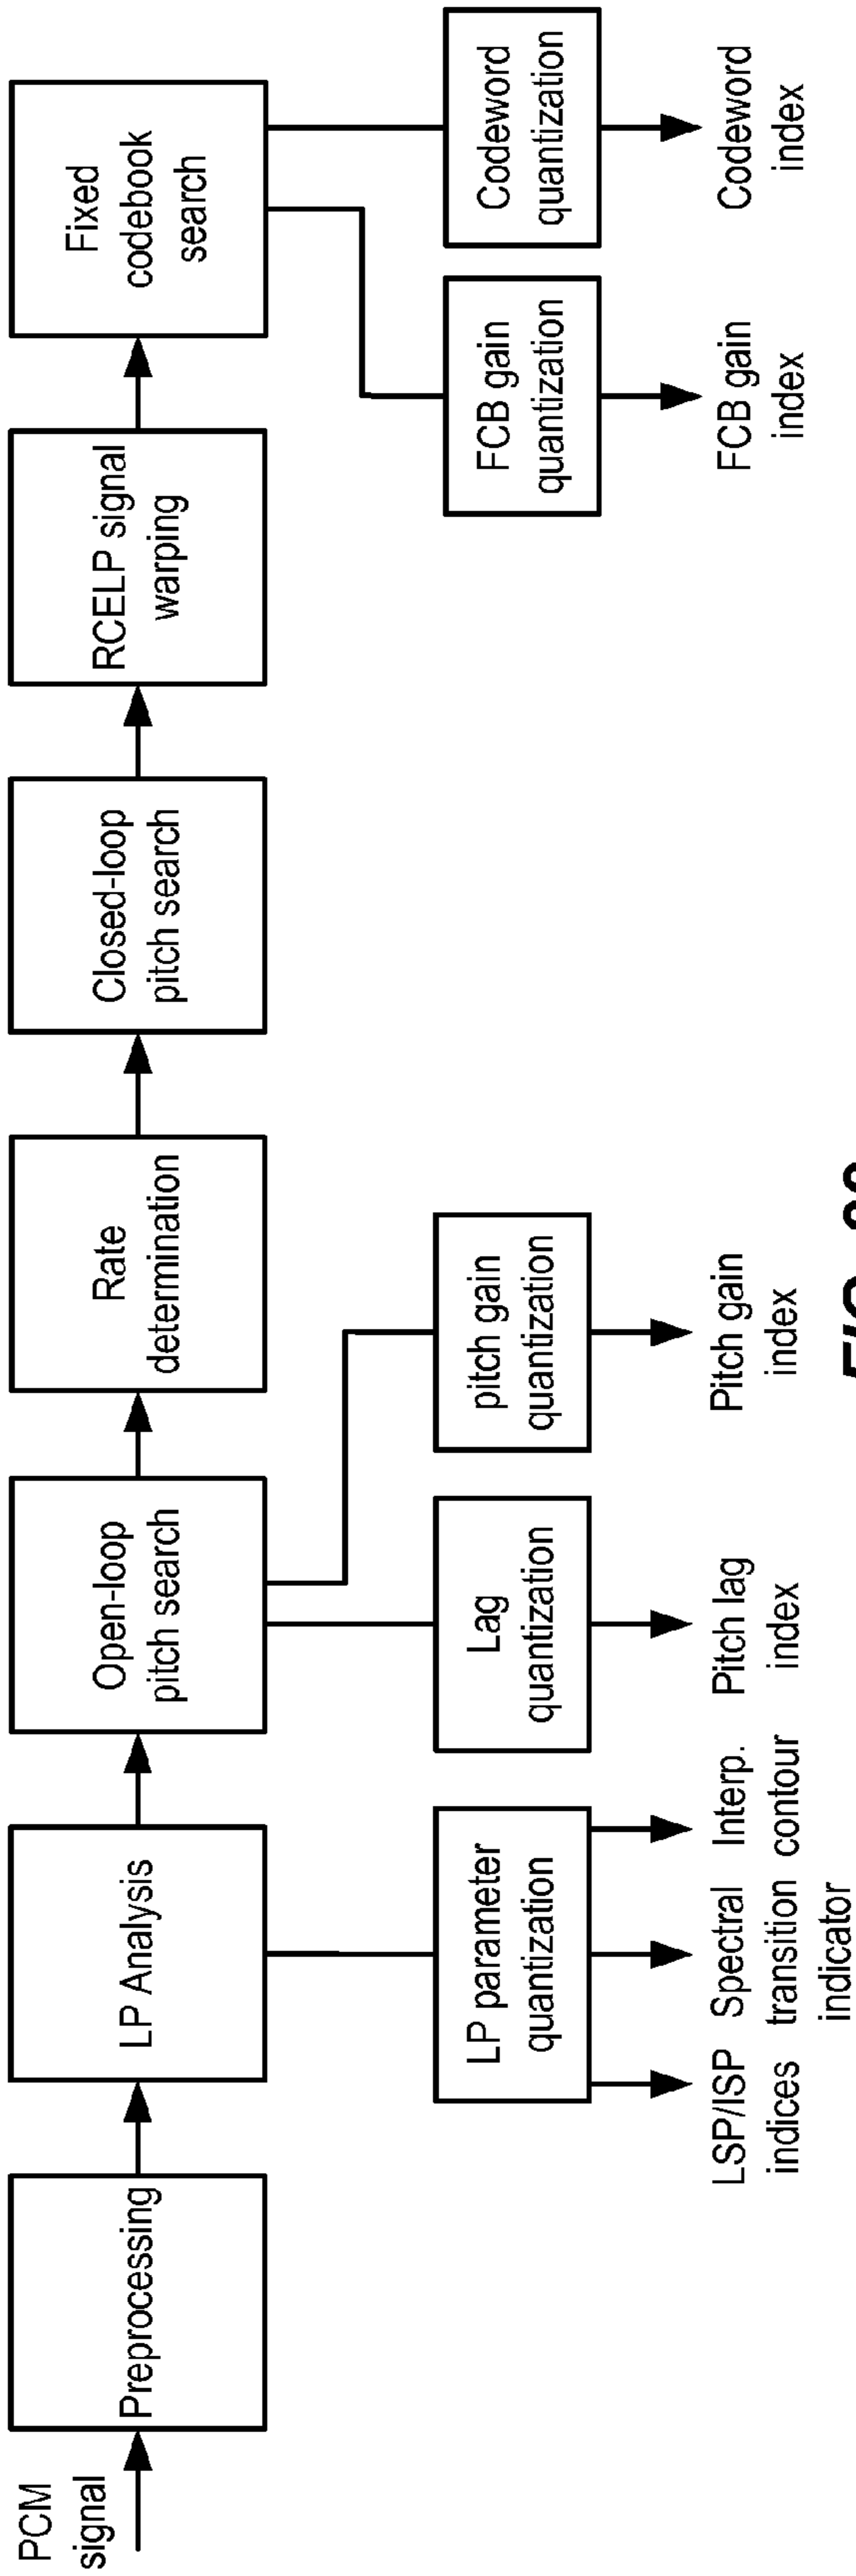 PCM
signal
Preprocessing
LP Analysis
Open-loop
pitch search
Rate
determination
Closed-loop
pitch search
RCELP signal
warping
Fixed
codebook
search
LP parameter
quantization
Lag
quantization
pitch gain
quantization
FCB gain
quantization
Codeword
quantization
LSP/ISP
indices
Spectral
transition
indicator
Interp.
contour
Pitch lag
index
Pitch gain
index
FCB gain
index
Codeword
index
FIG.